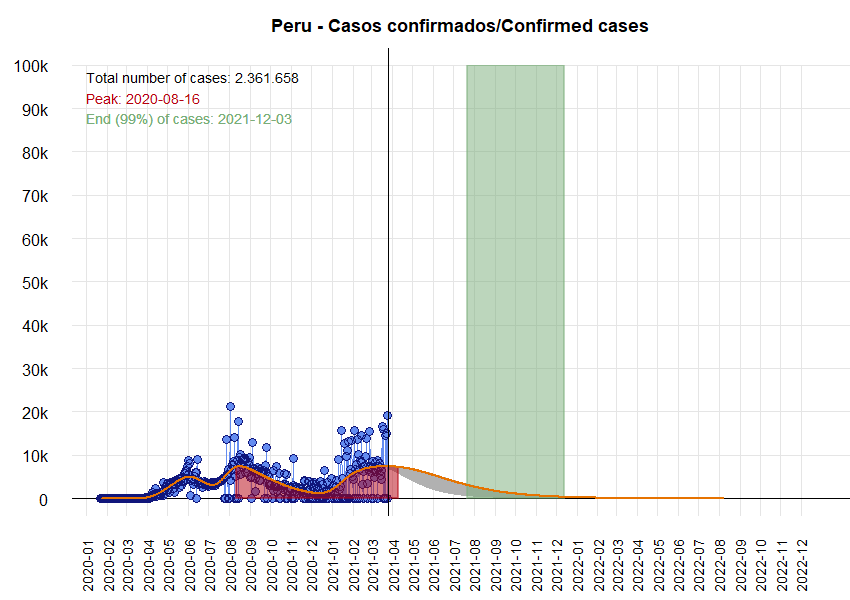 Peru - Casos confirmados/Confirmed cases
100k
90k
80k
70k
60k
50k
40k
30k
20k
10k
0
Total number of cases: 2.361.658
Peak: 2020-08-16
End (99%) of cases: 2021-12-03
2020-01
2020-02
2020-03
2020-04
2020-05
2020-06
2020-07
2020-08
2020-09
2020-10
2020-11
2020-12
2021-01
2021-02
2021-03
2021-04
2021-05
2021-06
2021-07
2021-08
2021-09
2021-10
2021-11
2021-12
2022-01
2022-02
2022-03
2022-04
2022-05
2022-06
2022-07
2022-08
2022-09
2022-10
2022-11
2022-12